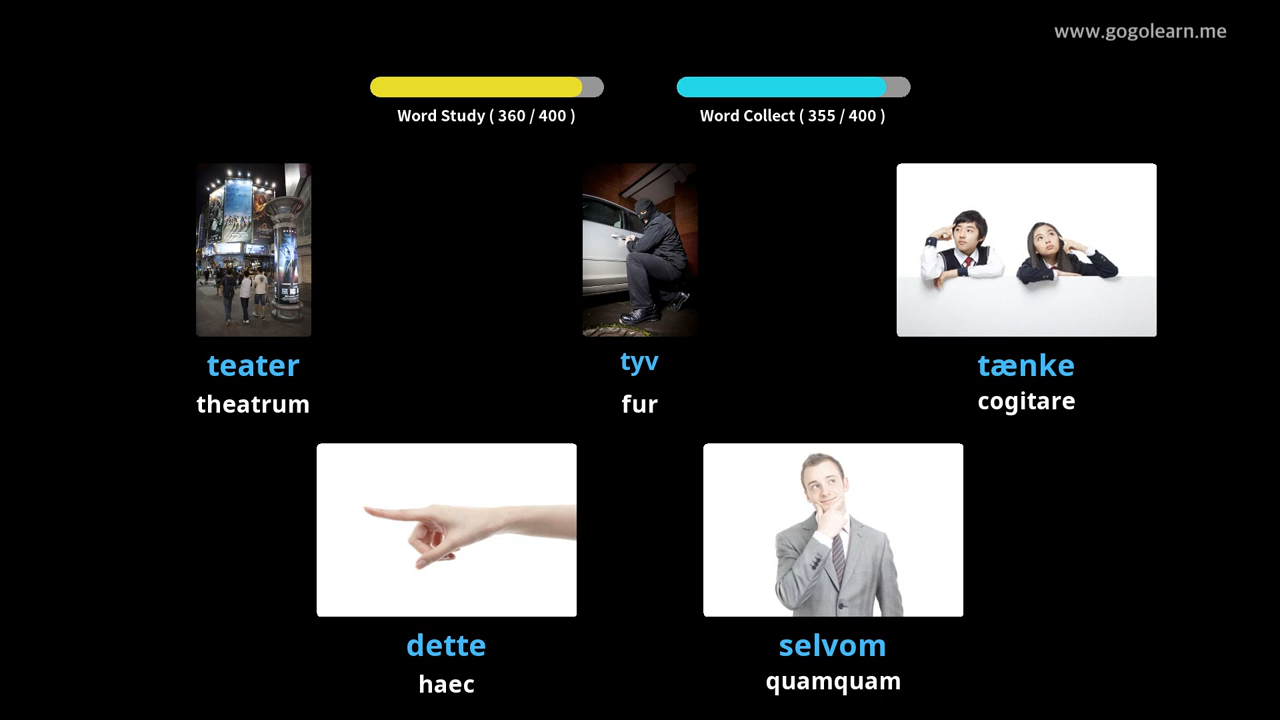 www.gogolearn.me
Word Study ( 360 / 400 )
Word Collect ( 355 / 400 )
teater
theatrum
tyv
fur
tænke
cogitare
dette
haec
selvom
quamquam